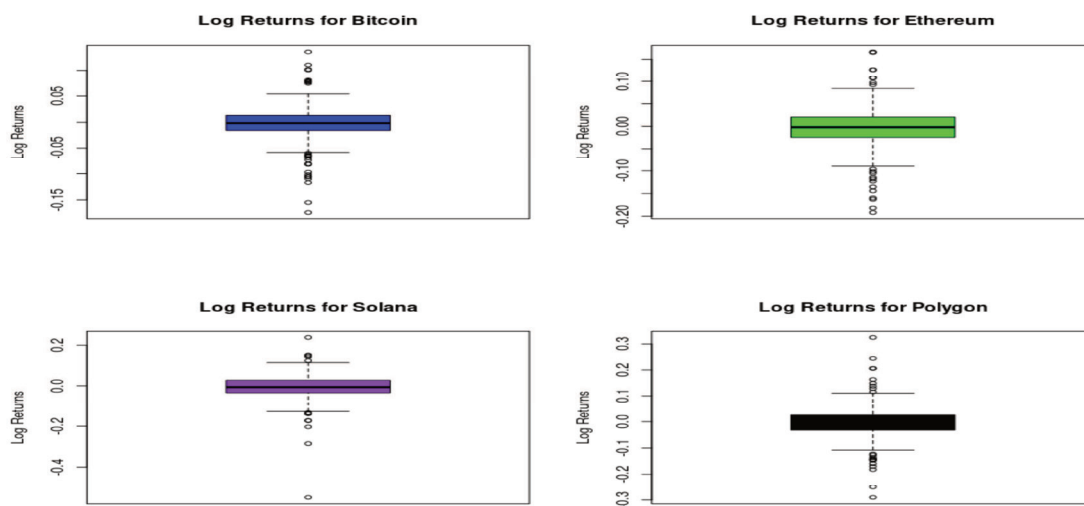 Log Returns for Bitcoin
Log Returns
0.05
-0.05
-0.15
Log Returns for Ethereum
Log Returns
0.10
0.00
-0.10
-0.20
Log Returns for Solana
Log Returns
0.2
0.0
-0.2
-0.4
Log Returns for Polygon
Log Returns
0.3
0.2
0.1
0.0
-0.1
-0.2
0.3